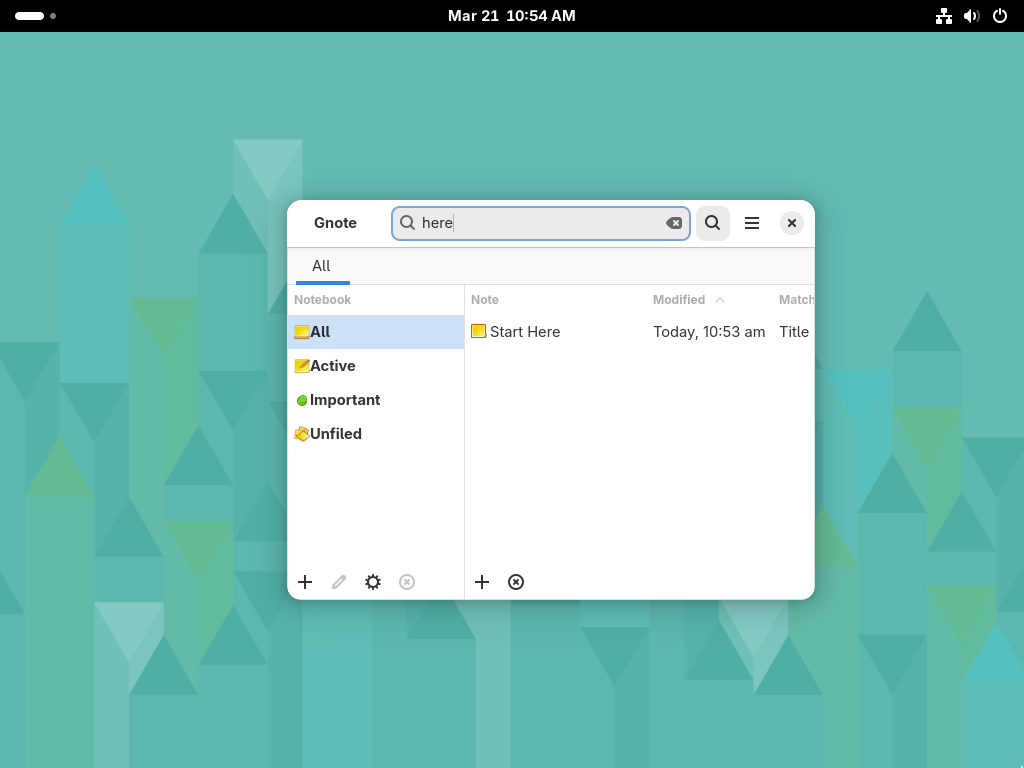 Mar 21 10:54 AM
Gnote
here
All
Notebook
Note Modified Match
All
Start Here Today, 10:53 am Title
Active
Important
Unfiled